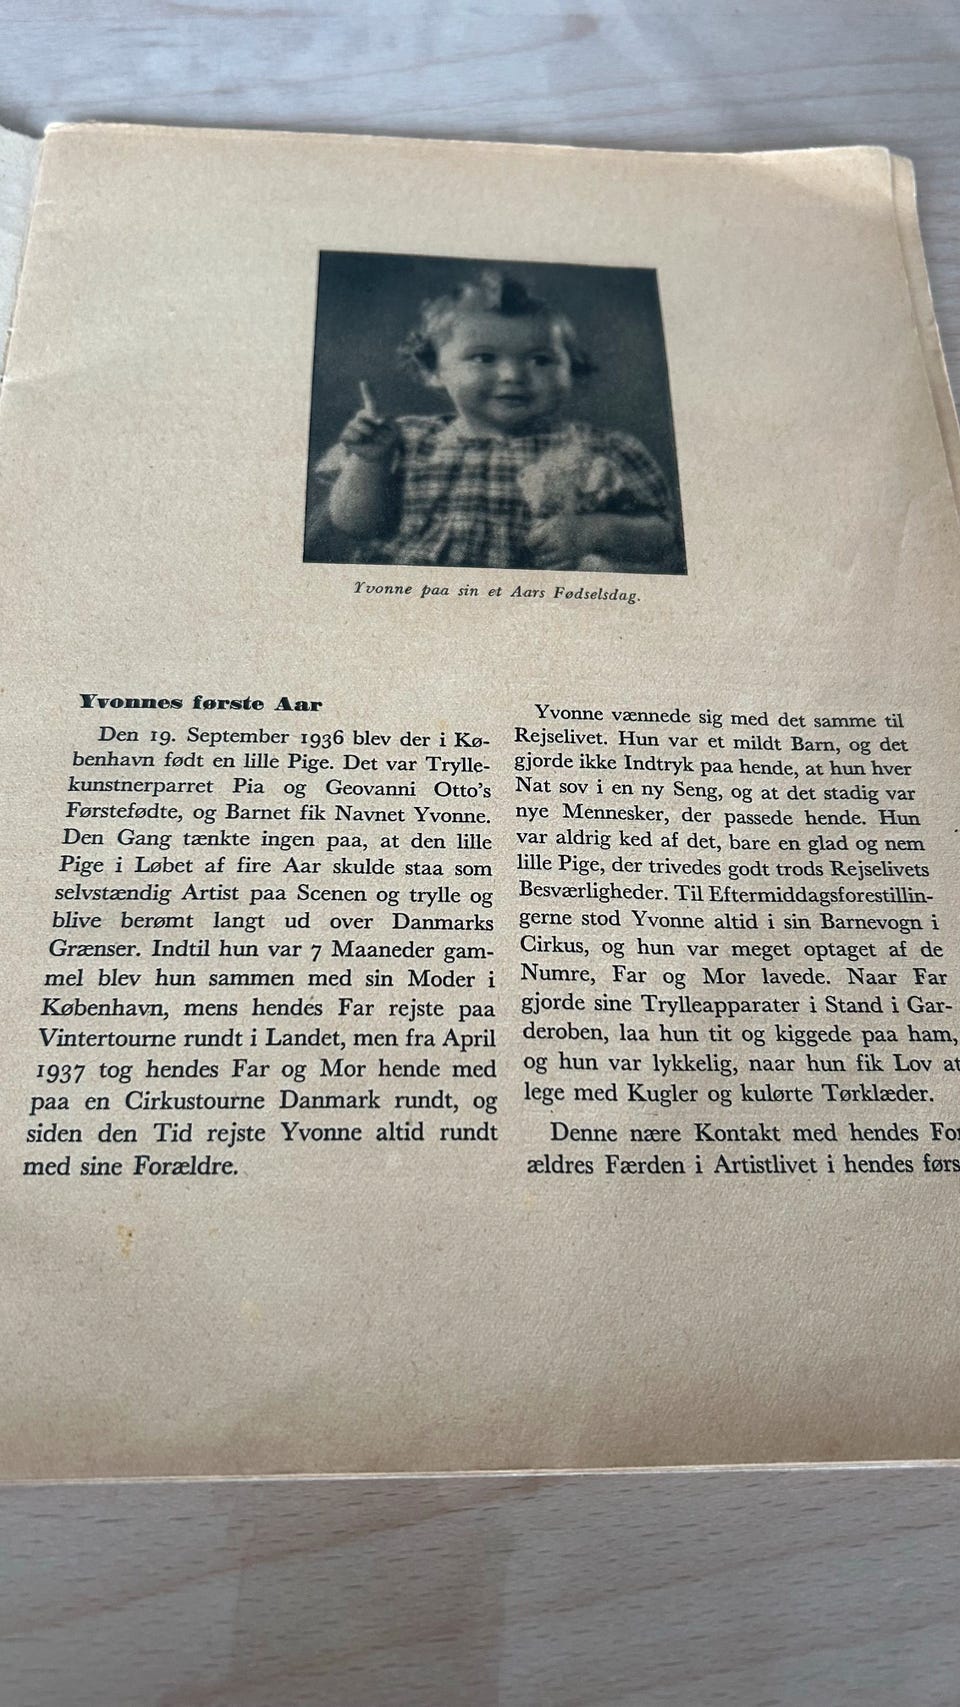 Yvonne paa sin et Aars Fødselsdag.
Yvonnes første Aar
Den 19. September 1936 blev der i Kø-
benhavn født en lille Pige. Det var Trylle-
kunstnerparret Pia og Geovanni Otto's
Førstefødte, og Barnet fik Navnet Yvonne.
Den Gang tænkte ingen paa, at den lille
Pige i Løbet af fire Aar skulde staa som
selvstændig Artist paa Scenen og trylle og
blive berømt langt ud over Danmarks
Grænser. Indtil hun var 7 Maaneder gam-
mel blev hun sammen med sin Moder i
København, mens hendes Far rejste paa
Vintertourne rundt i Landet, men fra April
1937 tog hendes Far og Mor hende med
paa en Cirkustourne Danmark rundt, og
siden den Tid rejste Yvonne altid rundt
med sine Forældre.
Yvonne vænnede sig med det samme til
Rejselivet. Hun var et mildt Barn, og det
gjorde ikke Indtryk paa hende, at hun hver
Nat sov i en ny Seng, og at det stadig var
nye Mennesker, der passede hende. Hun
var aldrig ked af det, bare en glad og nem
lille Pige, der trivedes godt trods Rejselivets
Besværligheder. Til Eftermiddagsforestillin-
gerne stod Yvonne altid i sin Barnevogn i
Cirkus, og hun var meget optaget af de
Numre, Far og Mor lavede. Naar Far
gjorde sine Trylleapparater i Stand i Gar-
deroben, laa hun tit og kiggede paa ham,
og hun var lykkelig, naar hun fik Lov at
lege med Kugler og kulørte Tørklæder.
Denne nære Kontakt med hendes For
ældres Færden i Artistlivet i hendes førs